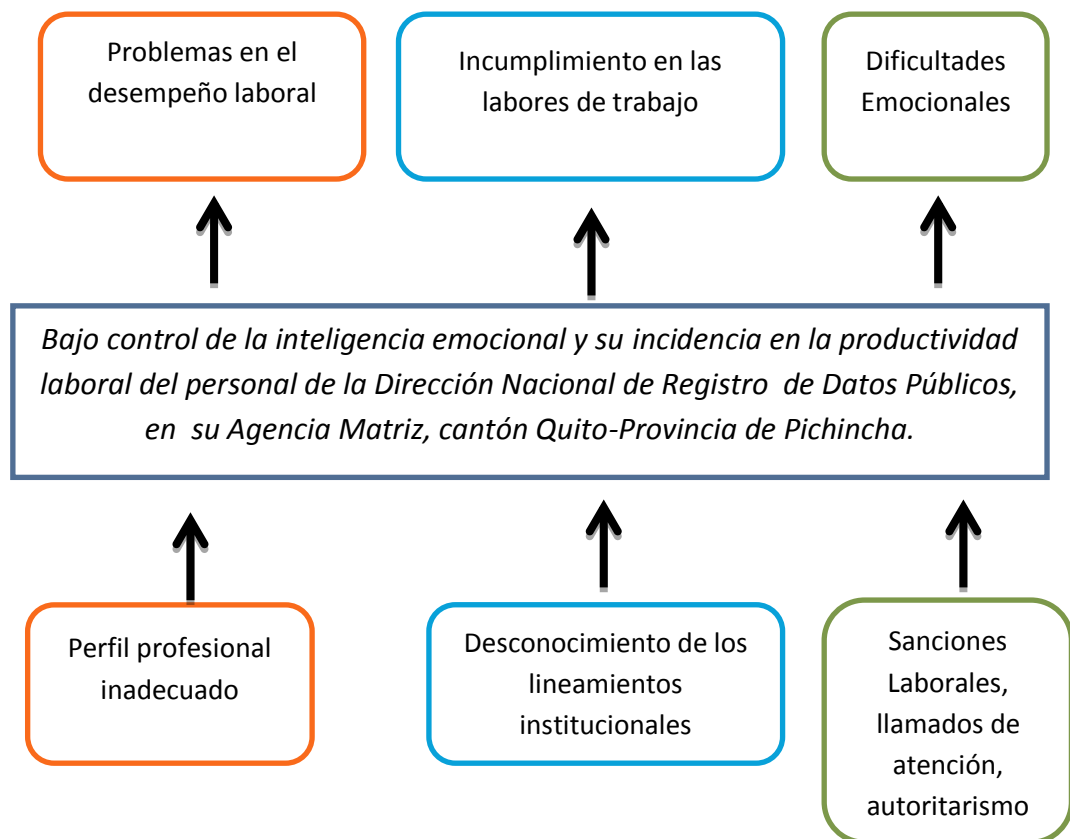 Problemas en el
desempeño laboral
Incumplimiento en las
labores de trabajo
Dificultades
Emocionales
Bajo control de la inteligencia emocional y su incidencia en la productividad
laboral del personal de la Dirección Nacional de Registro de Datos Públicos,
en su Agencia Matriz, cantón Quito-Provincia de Pichincha.
Perfil profesional
inadecuado
Desconocimiento de los
lineamientos
institucionales
Sanciones
Laborales,
llamados de
atención,
autoritarismo